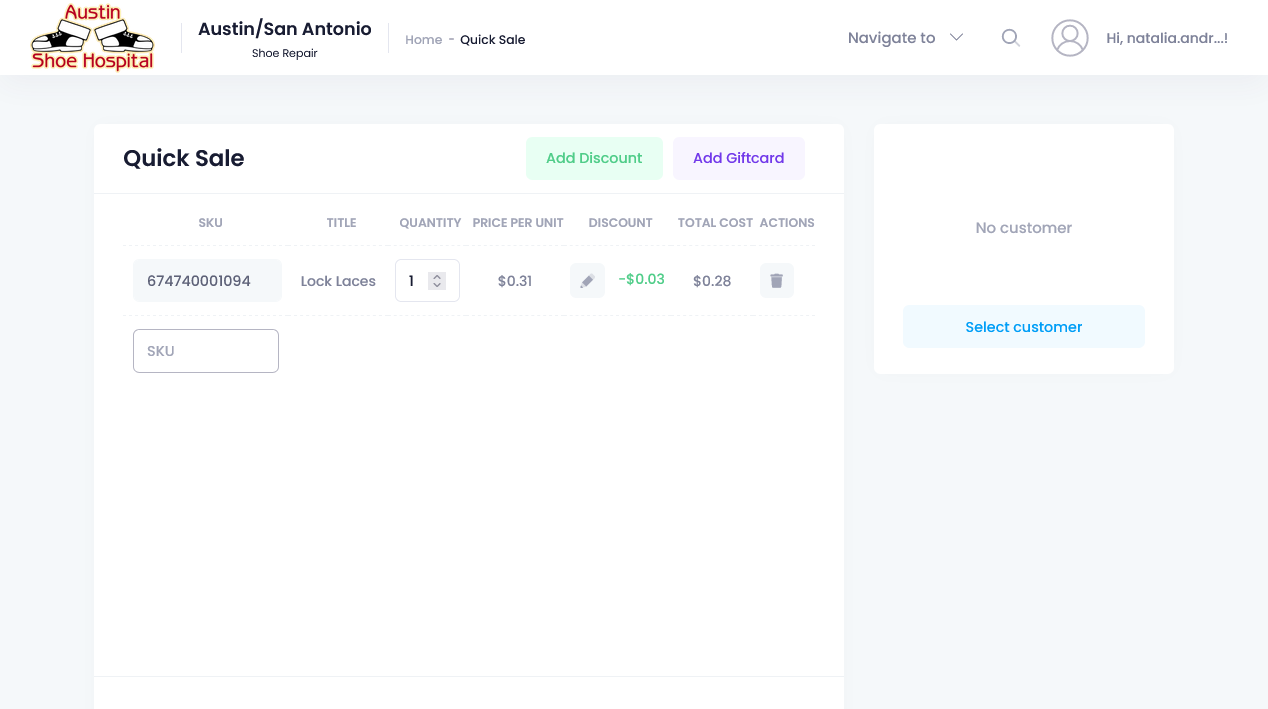 Austin
Shoe Hospital
Austin/San Antonio
Shoe Repair
Home - Quick Sale
Navigate to
Hi, natalia.andr...!
Quick Sale
Add Discount
Add Giftcard
SKU TITLE QUANTITY PRICE PER UNIT DISCOUNT TOTAL COST ACTIONS
674740001094 Lock Laces 1 $0.31 -$0.03 $0.28
SKU
No customer
Select customer